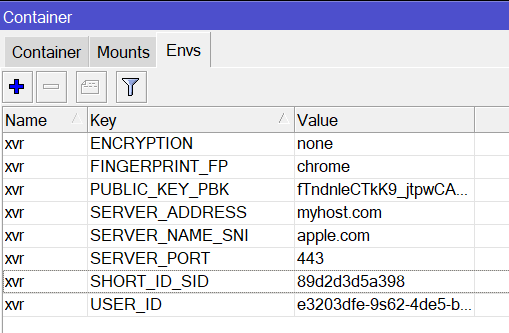 Container
Container Mounts Envs
Name Key Value
xvr ENCRYPTION none
xvr FINGERPRINT_FP chrome
xvr PUBLIC_KEY_PBK fTndnleCTkK9_jtpwCA...
xvr SERVER_ADDRESS myhost.com
xvr SERVER_NAME_SNI apple.com
xvr SERVER_PORT 443
xvr SHORT_ID_SID 89d2d3d5a398
xvr USER_ID e3203dfe-9s62-4de5-b...